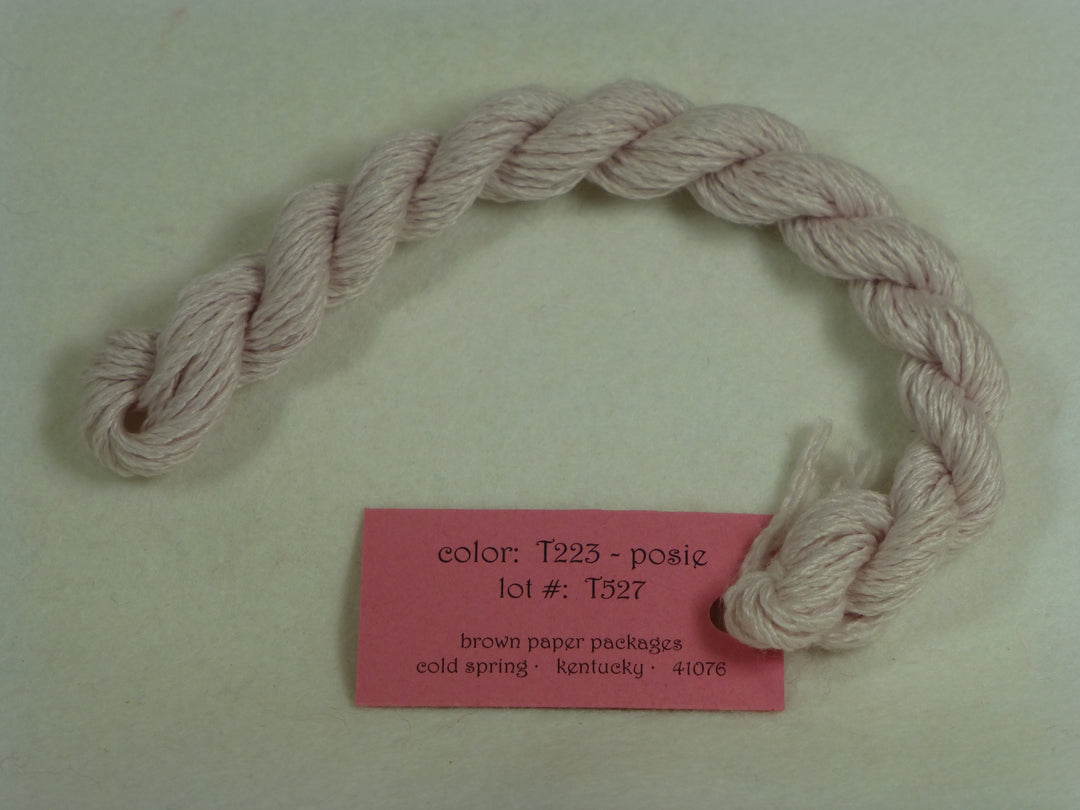 color: T223 - posie
lot #: T527
brown paper packages
cold spring · kentucky · 41076